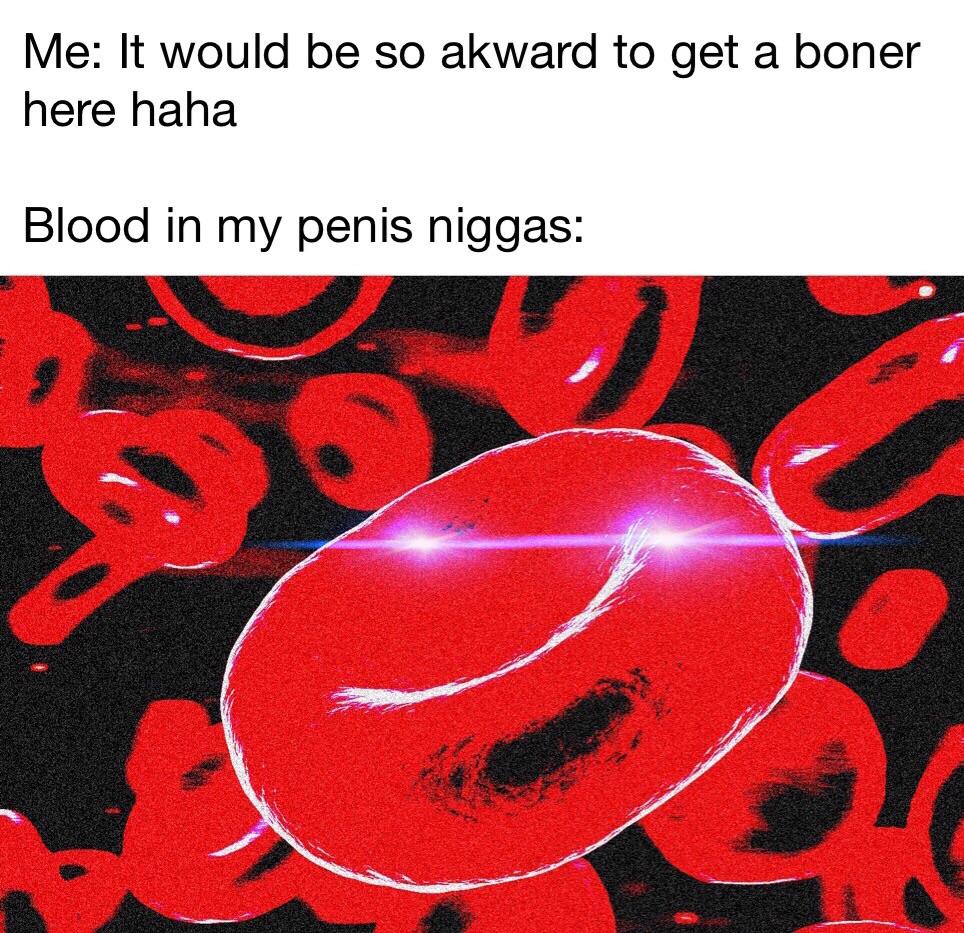 Me: It would be so akward to get a boner
here haha
Blood in my penis niggas: